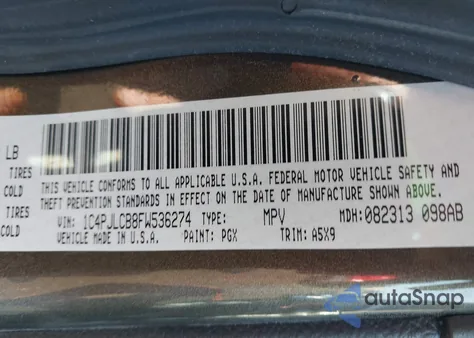 LB
TIRES
COLD
TIRES
COLD
THIS VEHICLE CONFORMS TO ALL APPLICABLE U.S.A. FEDERAL MOTOR VEHICLE SAFETY AND
THEFT PREVENTION STANDARDS IN EFFECT ON THE DATE OF MANUFACTURE SHOWN ABOVE.
VIN: 1C4PJLCB8FW536274 TYPE: MPV MDH: 082313 098AB
VEHICLE MADE IN U.S.A. PAINT: PGX TRIM: A5X9
autoSnap